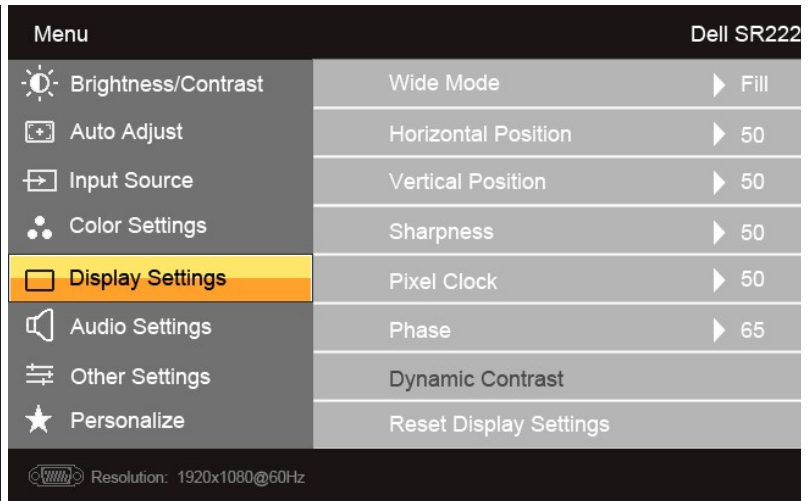 Menu Dell SR222
Brightness/Contrast Wide Mode Fill
Auto Adjust Horizontal Position 50
Input Source Vertical Position 50
Color Settings Sharpness 50
Display Settings Pixel Clock 50
Audio Settings Phase 65
Other Settings Dynamic Contrast
Personalize Reset Display Settings
Resolution: 1920x1080@60Hz